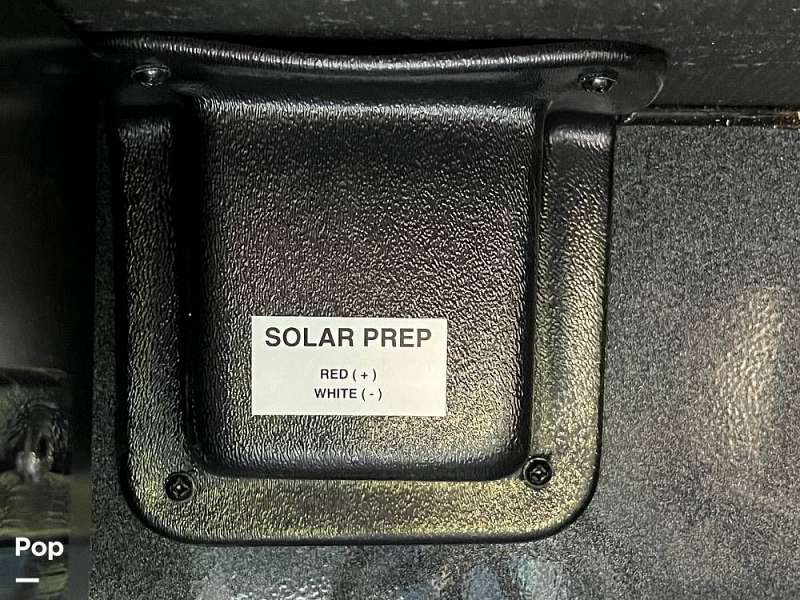 SOLAR PREP
RED ( + )
WHITE ( - )
Pop